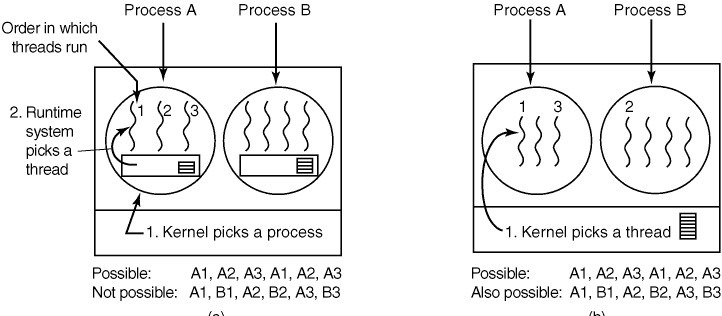 Process A
Process B
Order in which
threads run
1 2 3
2. Runtime
system
picks a
thread
1. Kernel picks a process
Possible: A1, A2, A3, A1, A2, A3
Not possible: A1, B1, A2, B2, A3, B3
(a)
Process A
Process B
1 3
2
1. Kernel picks a thread
Possible: A1, A2, A3, A1, A2, A3
Also possible: A1, B1, A2, B2, A3, B3
(b)